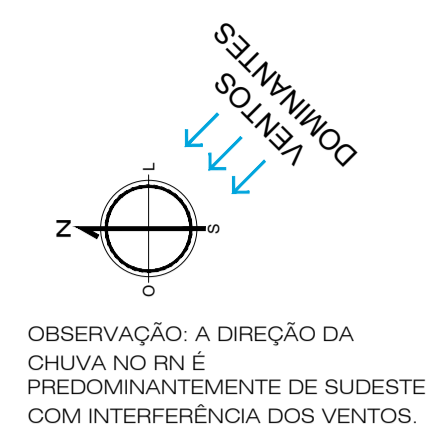 VENTOS
DOMINANTES
L
N
S
O
OBSERVAÇÃO: A DIREÇÃO DA
CHUVA NO RN É
PREDOMINANTEMENTE DE SUDESTE
COM INTERFERÊNCIA DOS VENTOS.